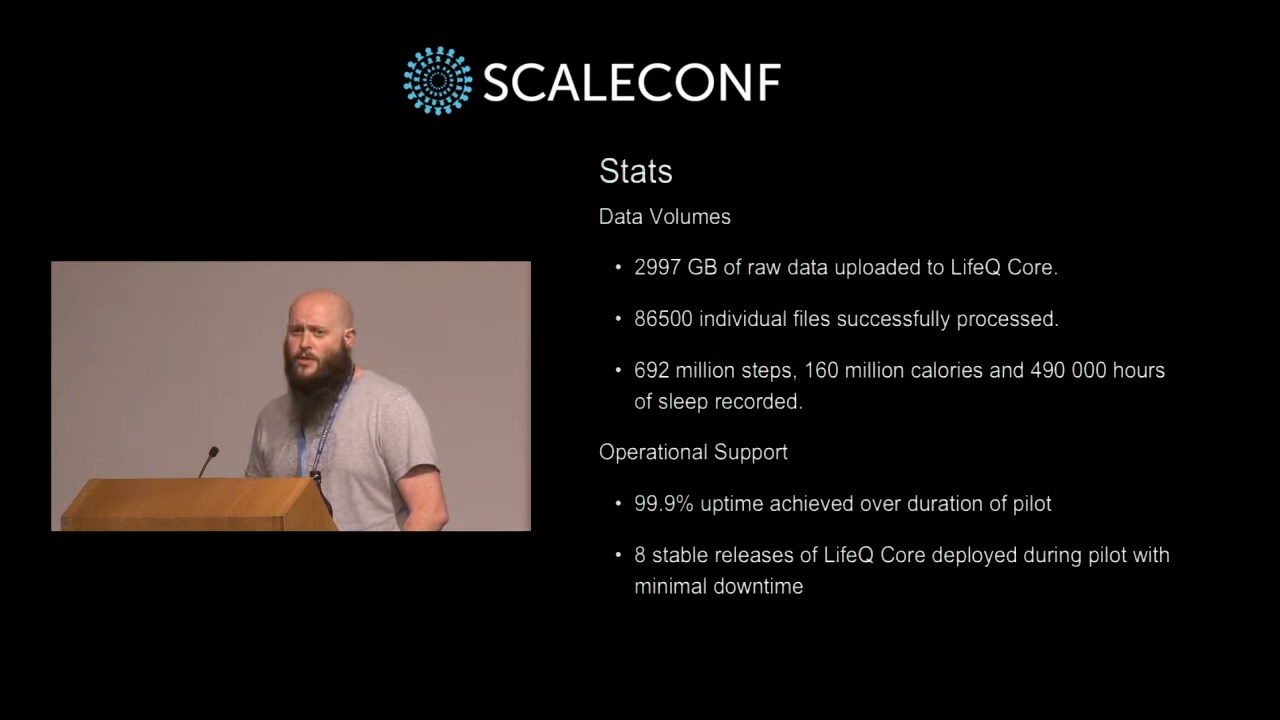 SCALECONF
Stats
Data Volumes
• 2997 GB of raw data uploaded to LifeQ Core.
• 86500 individual files successfully processed.
• 692 million steps, 160 million calories and 490 000 hours
of sleep recorded.
Operational Support
• 99.9% uptime achieved over duration of pilot
• 8 stable releases of LifeQ Core deployed during pilot with
minimal downtime